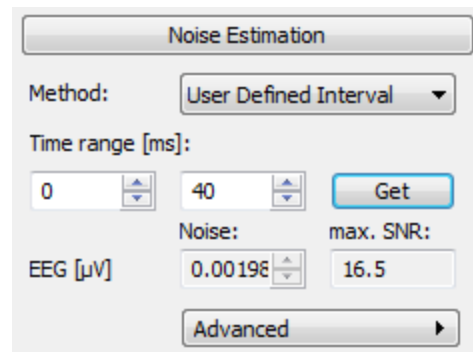 Noise Estimation
Method: User Defined Interval
Time range [ms]:
0 40 Get
Noise: max. SNR:
EEG [µV] 0.00198 16.5
Advanced